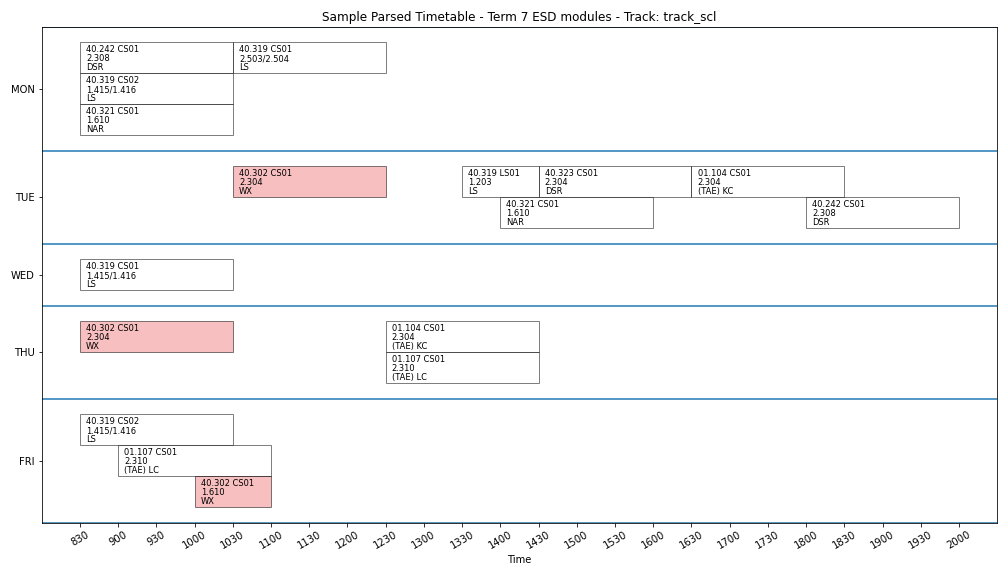 Sample Parsed Timetable - Term 7 ESD modules - Track: track_scl
MON
40.242 CS01
2.308
DSR
40.319 CS01
2.503/2.504
LS
40.319 CS02
1.415/1.416
LS
40.321 CS01
1.610
NAR
TUE
40.302 CS01
2.304
WX
40.319 LS01
1.203
LS
40.323 CS01
2.304
DSR
01.104 CS01
2.304
(TAE) KC
40.321 CS01
1.610
NAR
40.242 CS01
2.308
DSR
WED
40.319 CS01
1.415/1.416
LS
THU
40.302 CS01
2.304
WX
01.104 CS01
2.304
(TAE) KC
01.107 CS01
2.310
(TAE) LC
FRI
40.319 CS02
1.415/1.416
LS
01.107 CS01
2.310
(TAE) LC
40.302 CS01
1.610
WX
830 900 930 1000 1030 1100 1130 1200 1230 1330 1400 1430 1500 1530 1600 1630 1700 1730 1800 1830 1900 1930 2000
Time